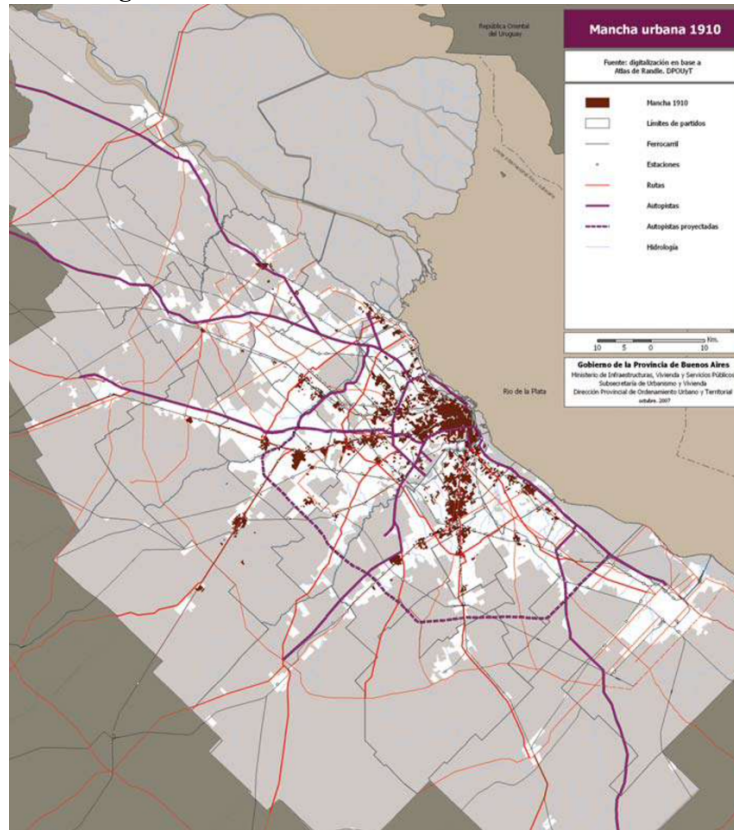 República Oriental
del Uruguay
Mancha urbana 1910
Fuente: digitalización en base a
Atlas de Randle. DPOUyT
Mancha 1910
Límites de partidos
Ferrocarril
Estaciones
Rutas
Autopistas
Autopistas proyectadas
Hidrología
Km.
10 5 0 10
Gobierno de la Provincia de Buenos Aires
Ministerio de Infraestructuras, Vivienda y Servicios Públicos
Subsecretaría de Urbanismo y Vivienda
Dirección Provincial de Ordenamiento Urbano y Territorial
octubre. 2007
Rio de la Plata